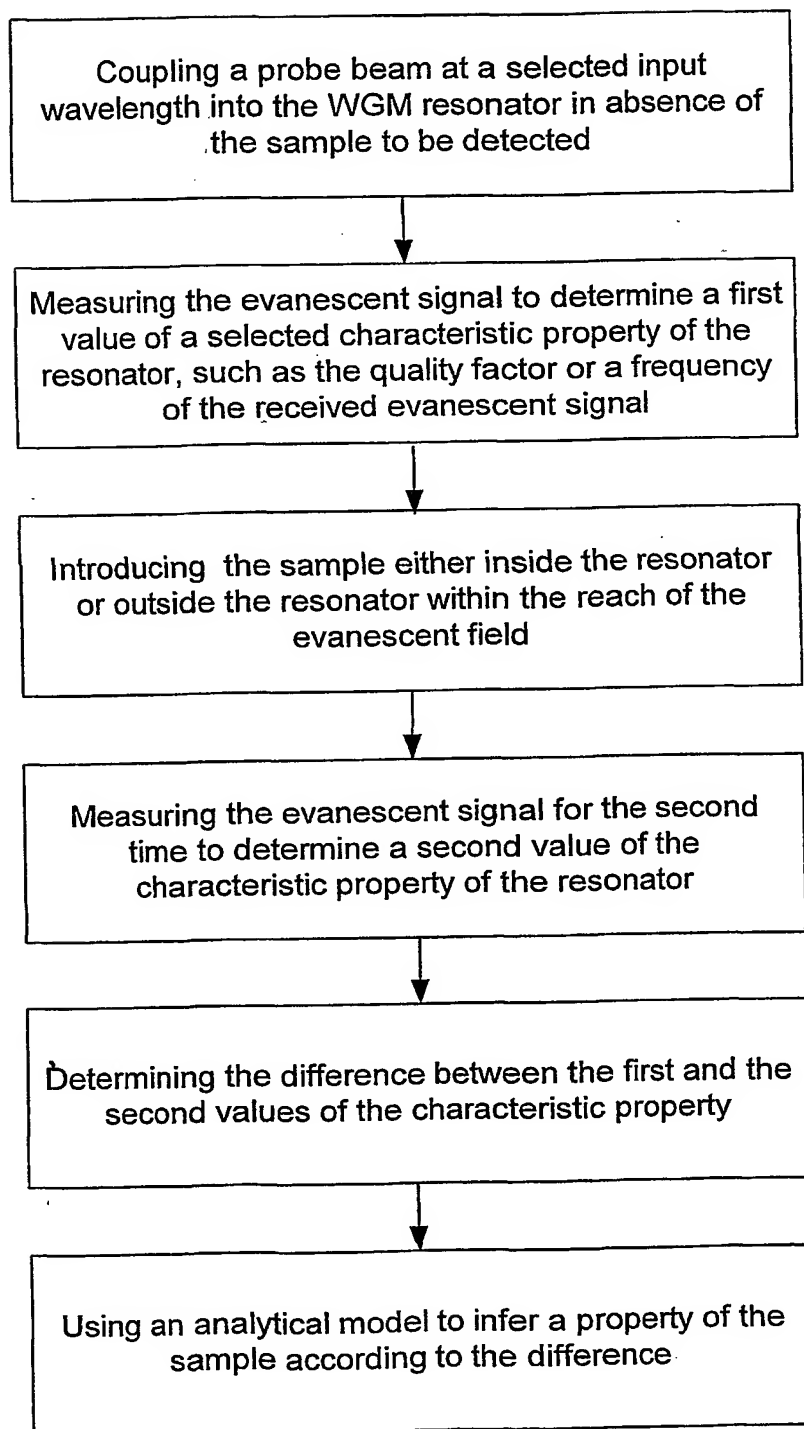 Coupling a probe beam at a selected input
wavelength into the WGM resonator in absence of
the sample to be detected
Measuring the evanescent signal to determine a first
value of a selected characteristic property of the
resonator, such as the quality factor or a frequency
of the received evanescent signal
Introducing the sample either inside the resonator
or outside the resonator within the reach of the
evanescent field
Measuring the evanescent signal for the second
time to determine a second value of the
characteristic property of the resonator
Determining the difference between the first and the
second values of the characteristic property
Using an analytical model to infer a property of the
sample according to the difference